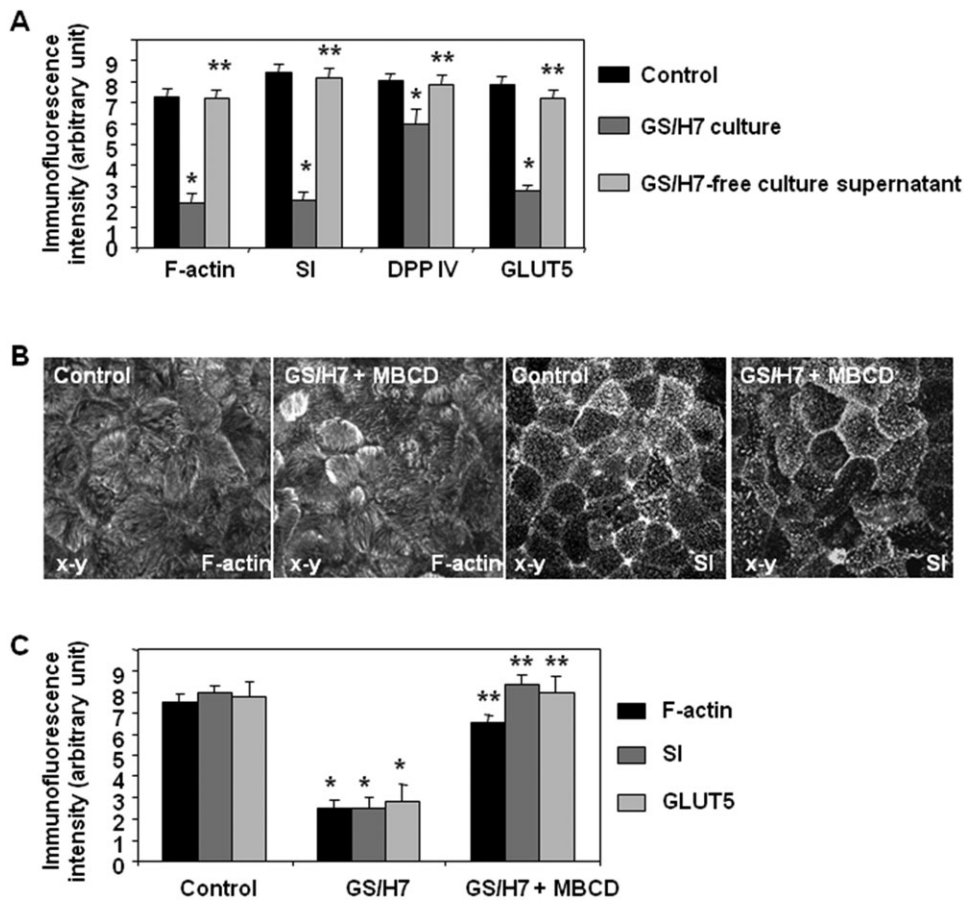 A
Immunofluorescence
intensity (arbitrary unit)
9
8
7
6
5
4
3
2
1
0
* ** * ** * ** * **
F-actin SI DPP IV GLUT5
Control
GS/H7 culture
GS/H7-free culture supernatant
B
Control GS/H7 + MBCD Control GS/H7 + MBCD
x-y F-actin x-y F-actin x-y SI x-y SI
C
Immunofluorescence
intensity (arbitrary unit)
9
8
7
6
5
4
3
2
1
0
* * * ** ** **
Control GS/H7 GS/H7 + MBCD
F-actin
SI
GLUT5